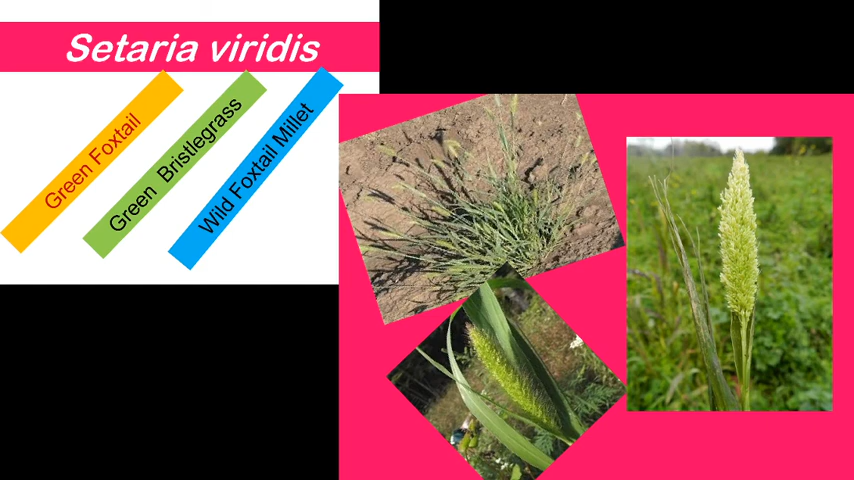 Setaria viridis
Green Foxtail
Green Bristlegrass
Wild Foxtail Millet